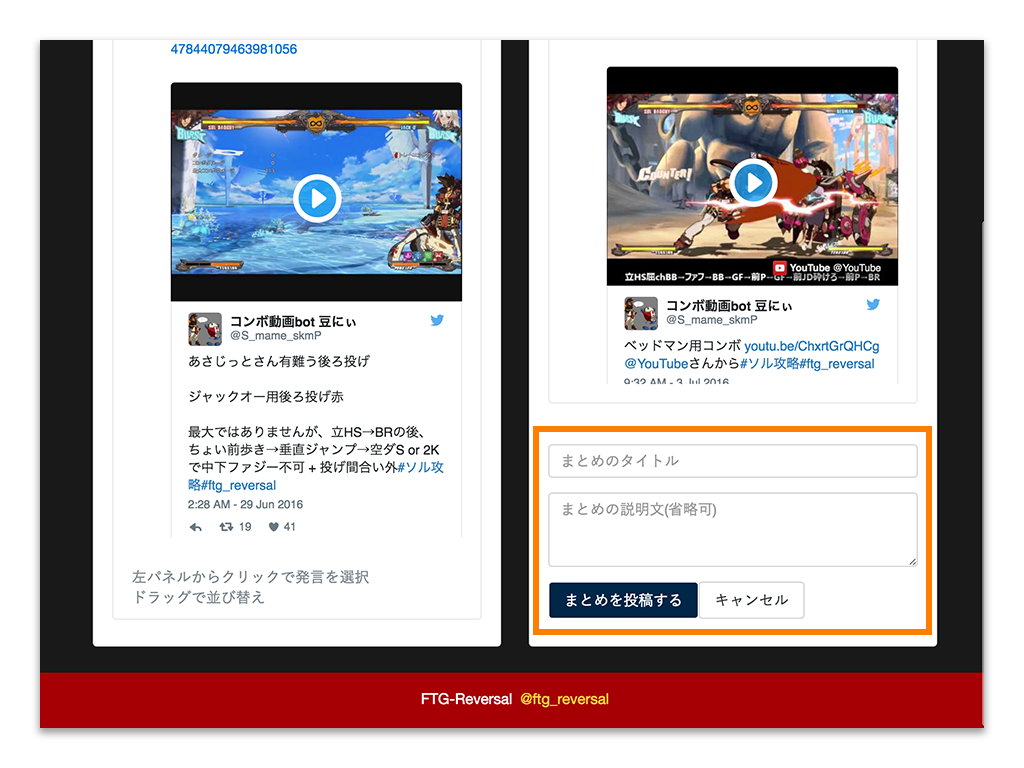 47844079463981056
SOL BADGUY
JACK-O
BLAST
BLAST
コンボ動画bot 豆にぃ
@S_mame_skmP
あさじっとさん有難う後ろ投げ
ジャックオー用後ろ投げ赤
最大ではありませんが、立HS→BRの後、
ちょい前歩き→垂直ジャンプ→空ダS or 2K
で中下ファジー不可 + 投げ間合い外#ソル攻
略#ftg_reversal
2:28 AM - 29 Jun 2016
19
41
左パネルからクリックで発言を選択
ドラッグで並び替え
SOL BADGUY
BEDMAN
BLAST
BLAST
COUNTER!
YouTube @YouTube
立HS屈chBB→ファフ→BB→GF→前P→GF→前JD砕けろ→前P→BR
コンボ動画bot 豆にぃ
@S_mame_skmP
ベッドマン用コンボ youtu.be/ChxrtGrQHCg
@YouTubeさんから#ソル攻略#ftg_reversal
9:32 AM - 3 Jul 2016
まとめのタイトル
まとめの説明文(省略可)
まとめを投稿する
キャンセル
FTG-Reversal @ftg_reversal